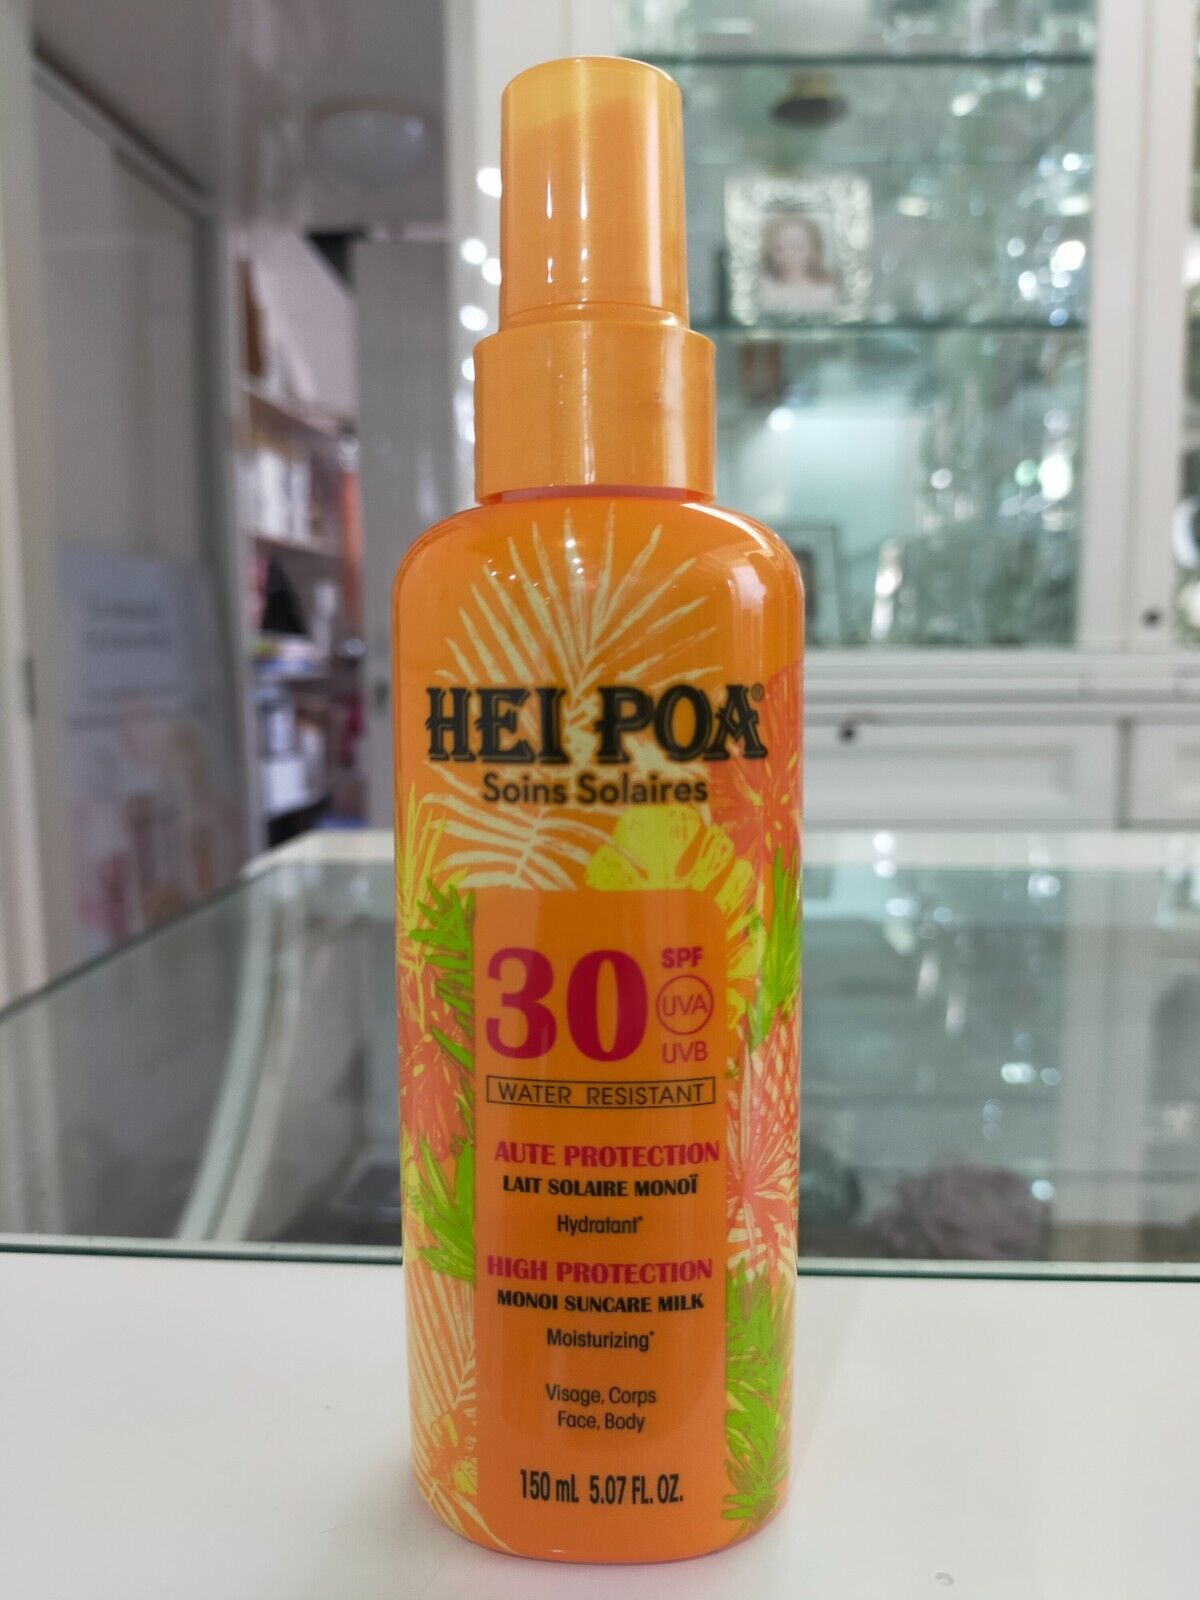 HEI POA®
Soins Solaires
30 SPF
UVA
UVB
WATER RESISTANT
AUTE PROTECTION
LAIT SOLAIRE MONOÏ
Hydratant*
HIGH PROTECTION
MONOI SUNCARE MILK
Moisturizing*
Visage, Corps
Face, Body
150 mL 5.07 FL. OZ.